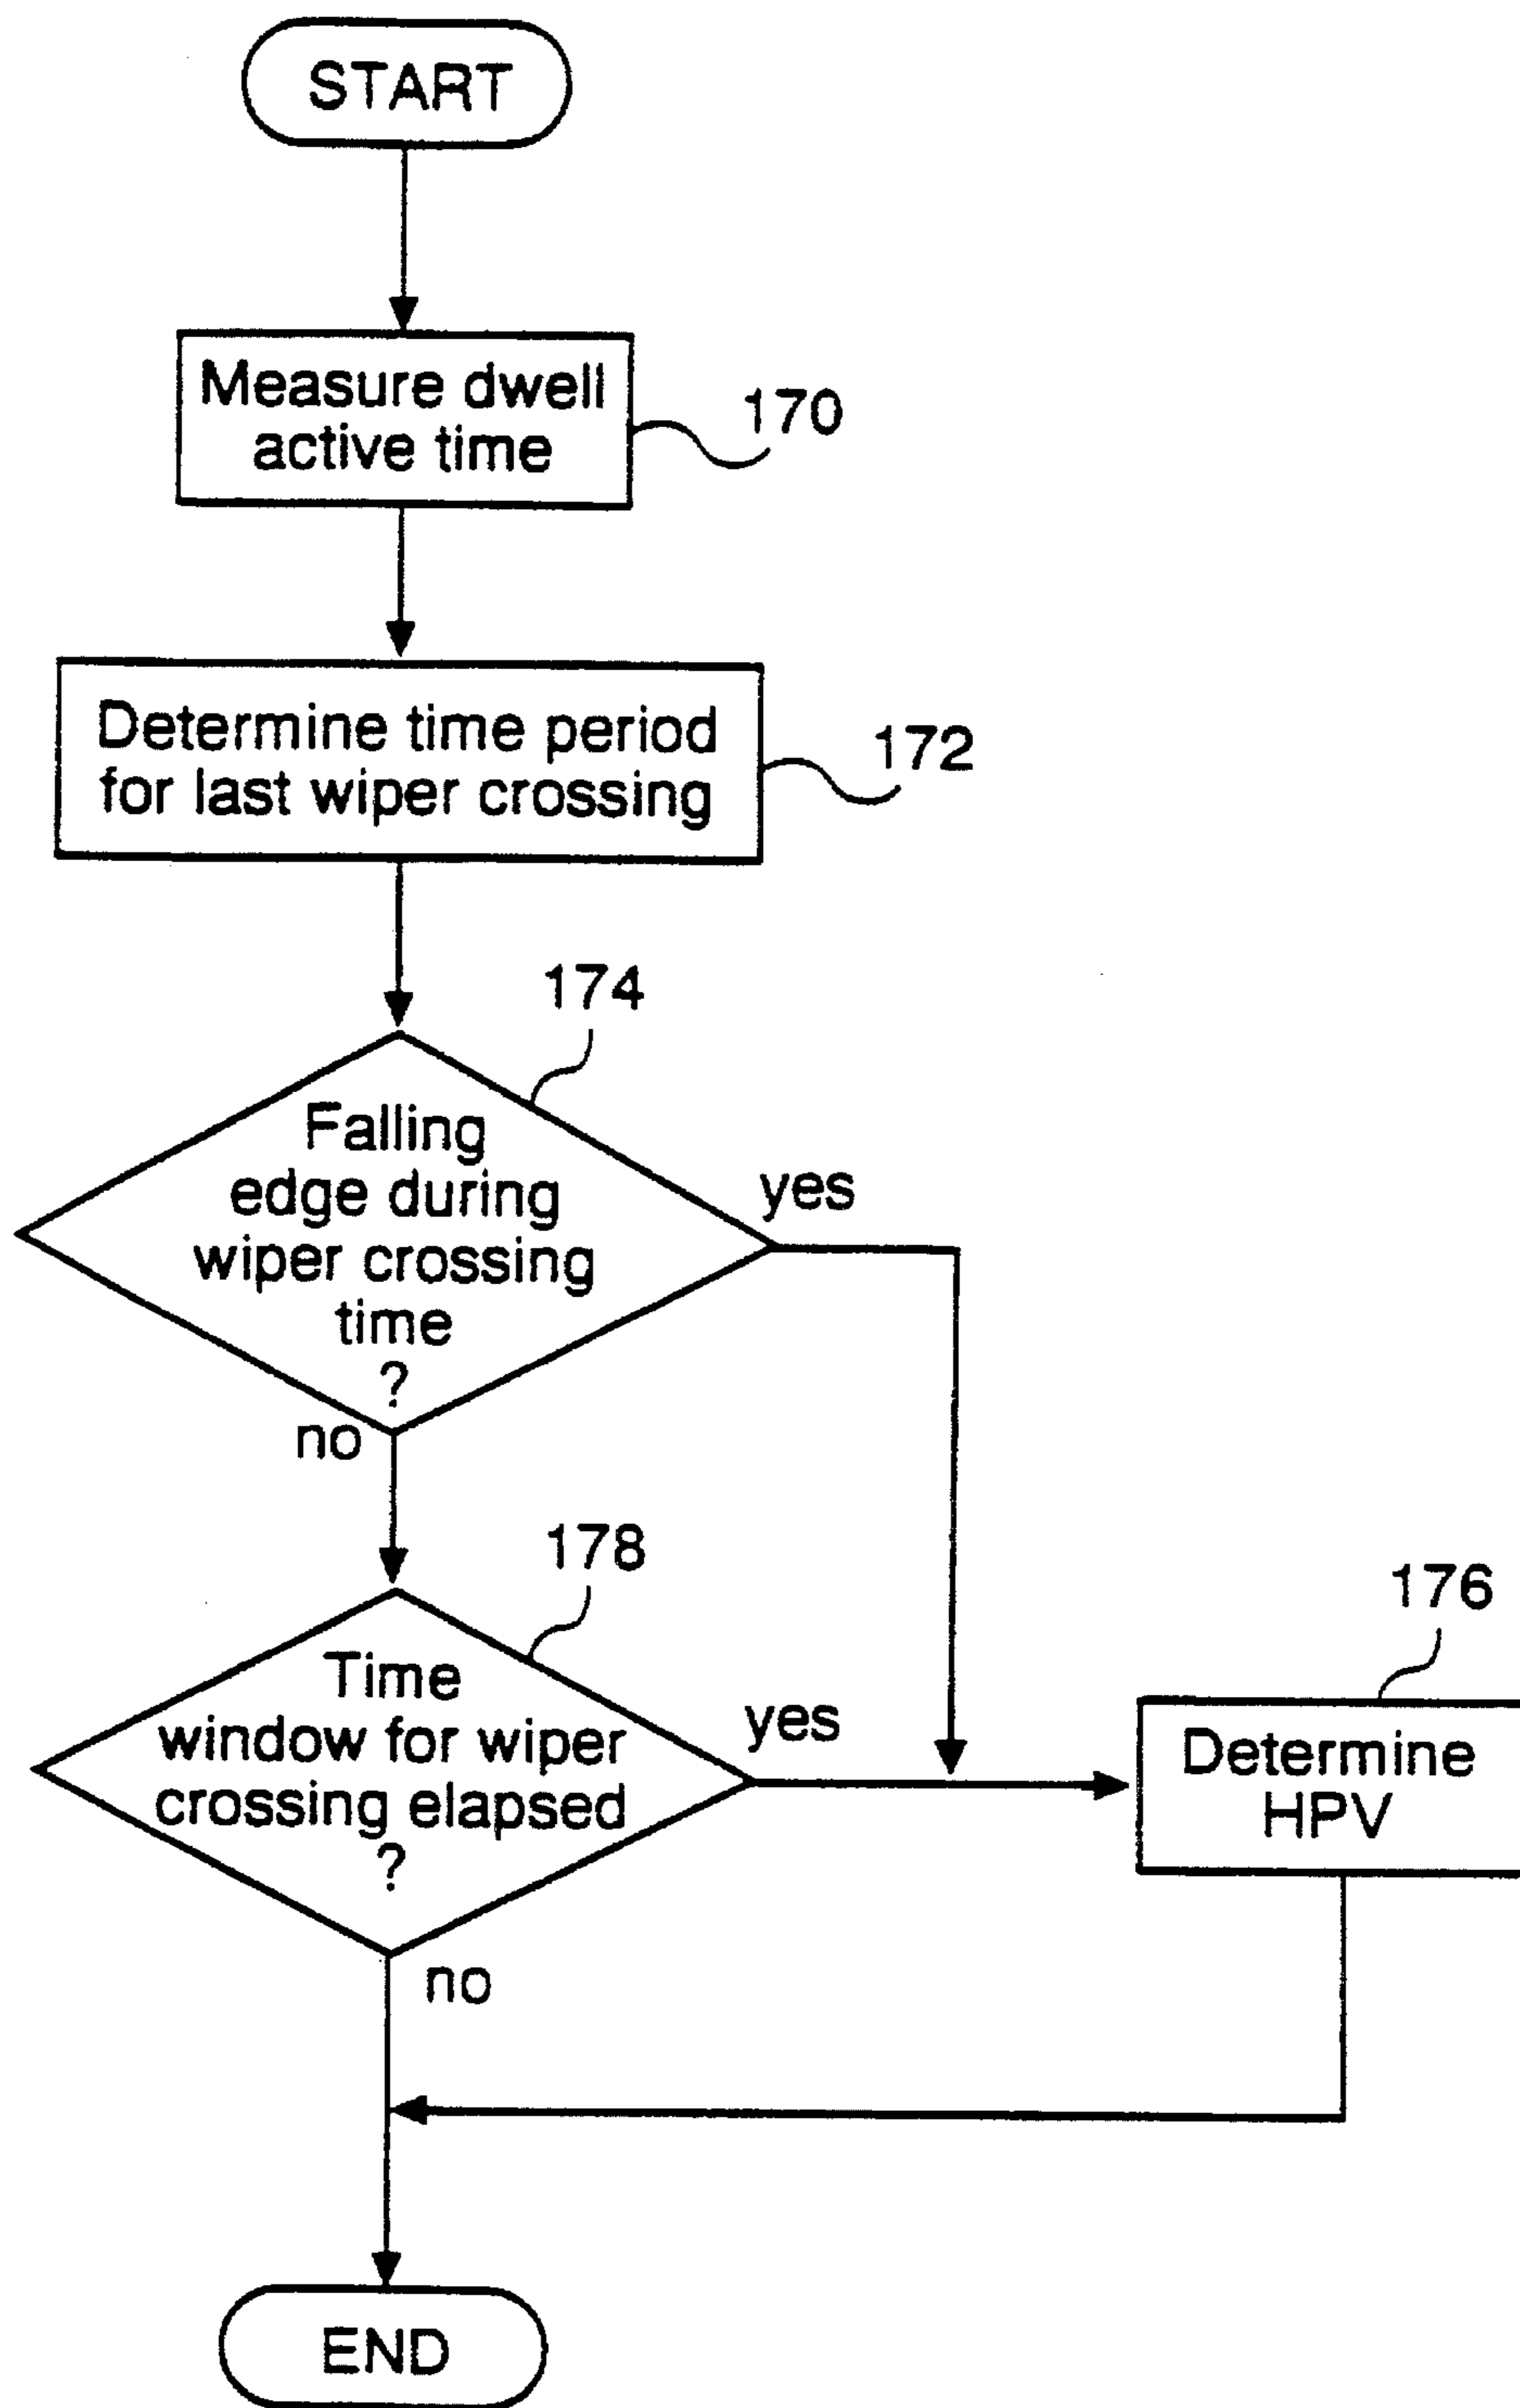 START
Measure dwell
active time
170
Determine time period
for last wiper crossing
172
174
Falling
edge during
wiper crossing
time
?
yes
no
178
Time
window for wiper
crossing elapsed
?
yes
no
176
Determine
HPV
END